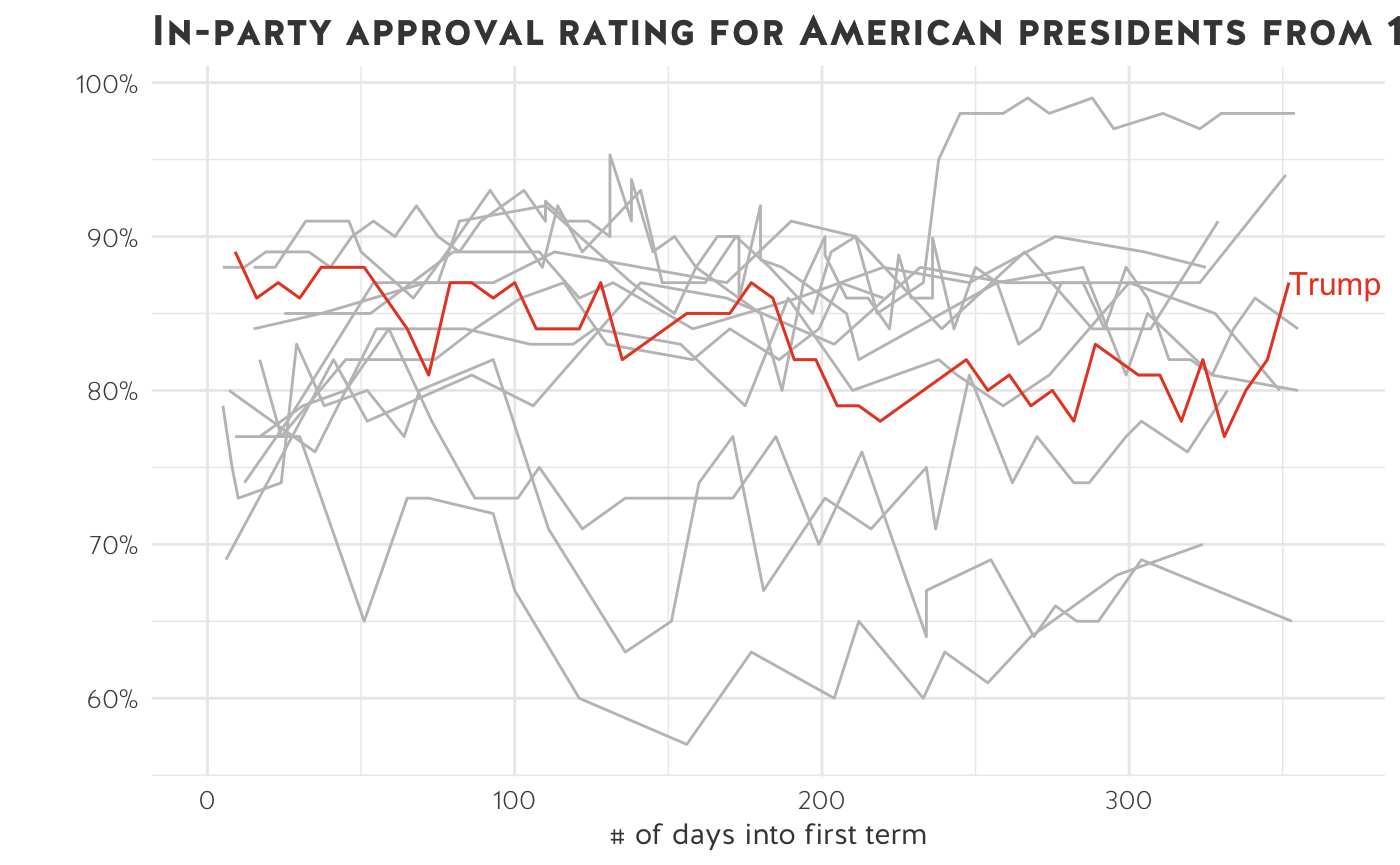 In-party approval rating for American presidents from 1
100%
90%
80%
70%
60%
Trump
0 100 200 300
# of days into first term